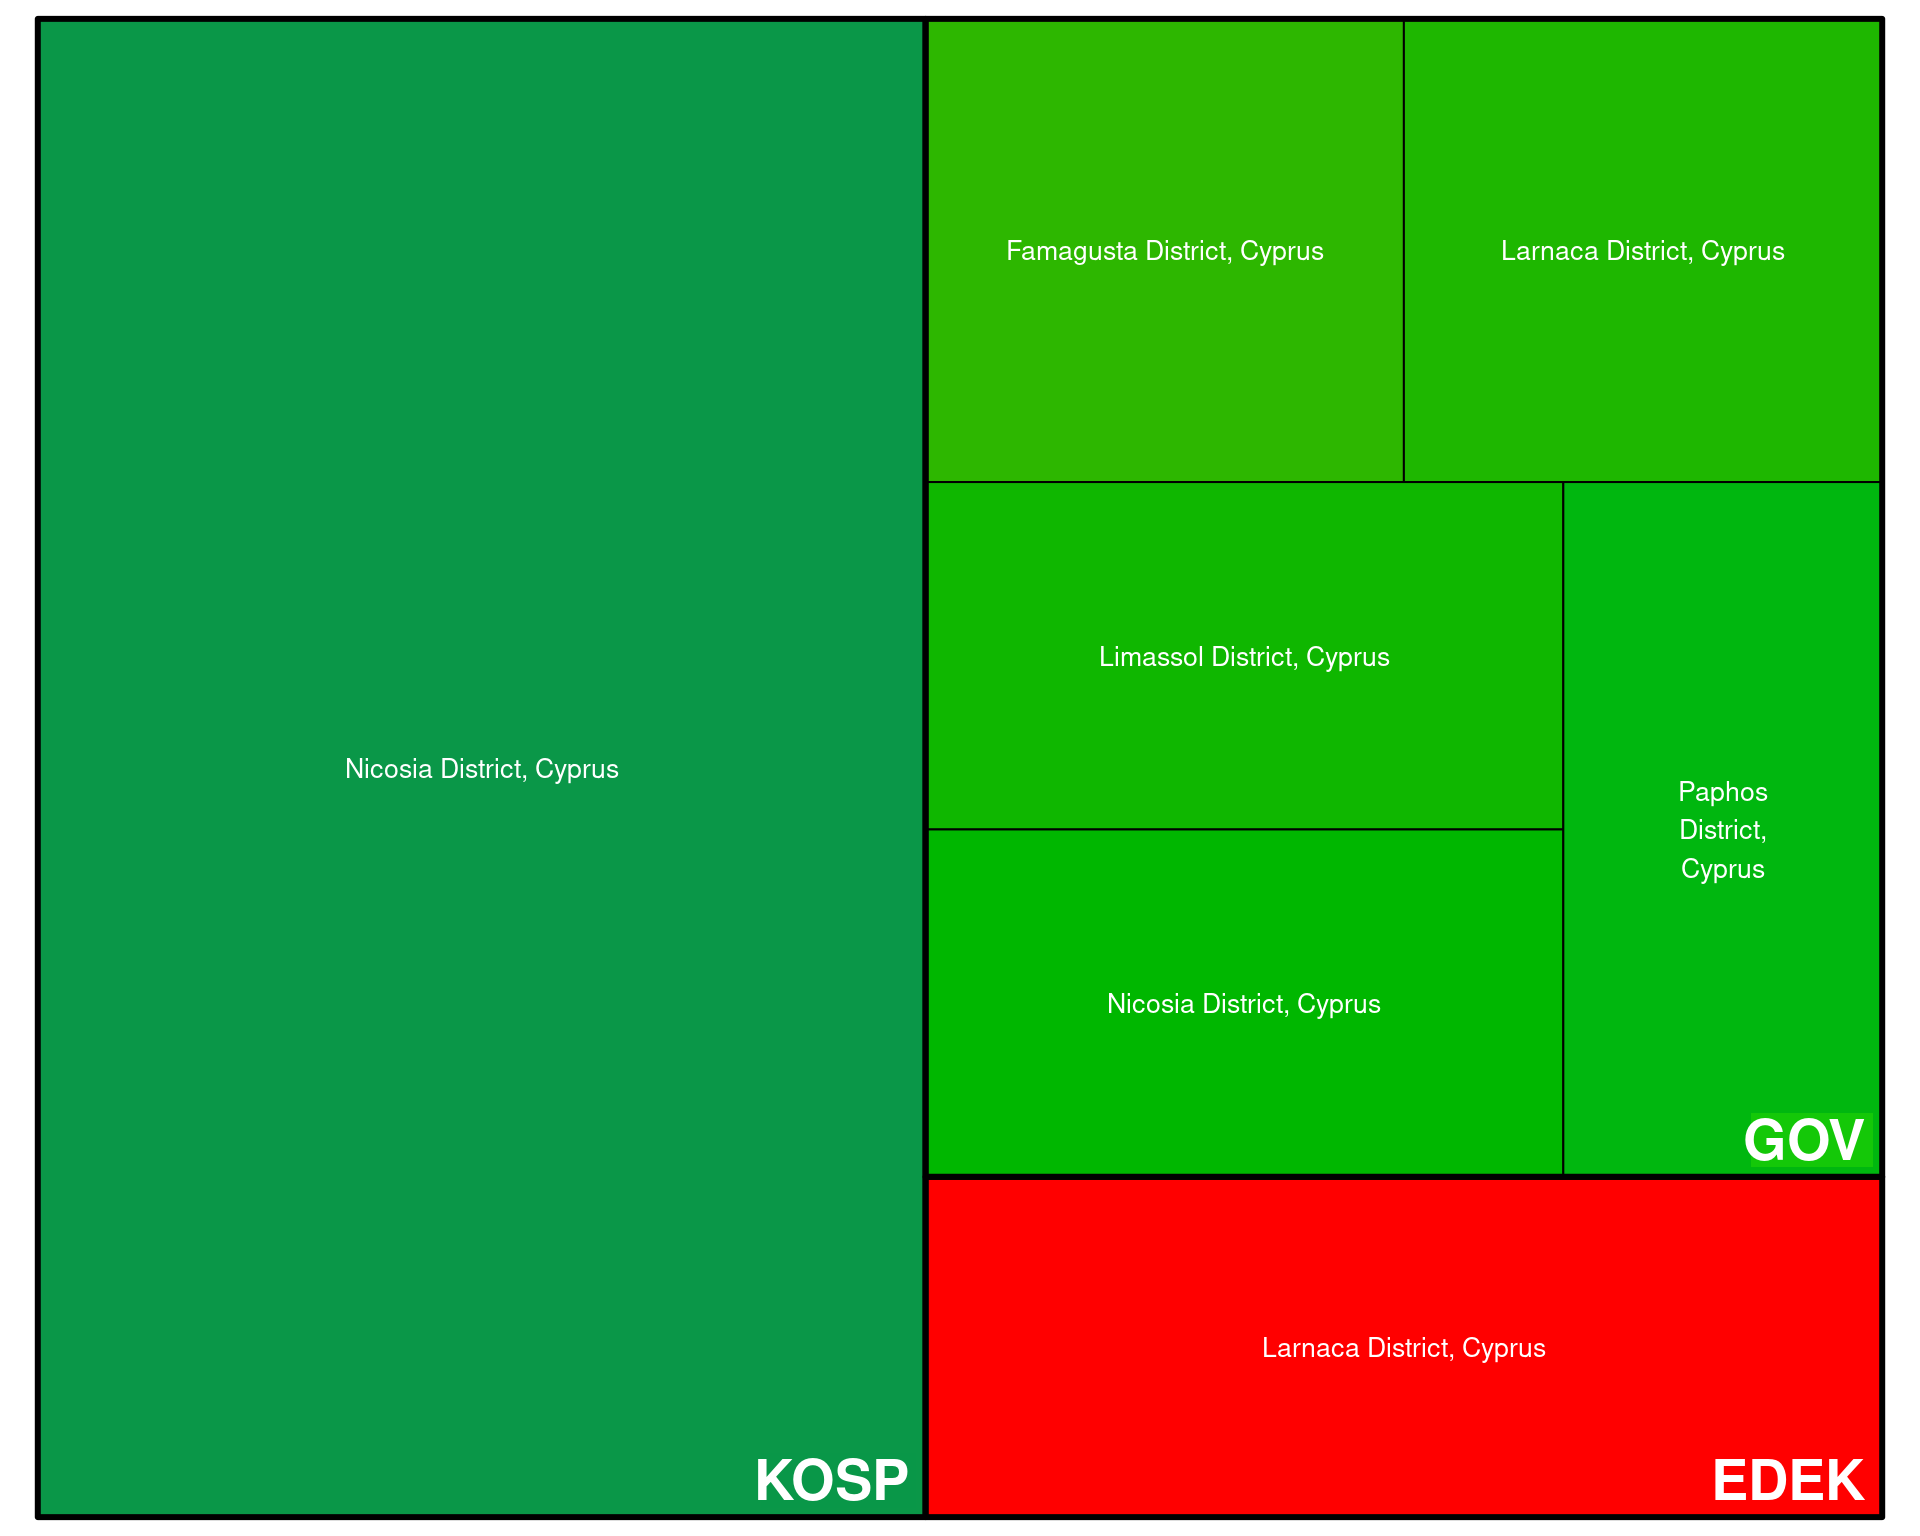 Nicosia District, Cyprus
KOSP
Famagusta District, Cyprus
Larnaca District, Cyprus
Limassol District, Cyprus
Nicosia District, Cyprus
Paphos
District,
Cyprus
GOV
Larnaca District, Cyprus
EDEK